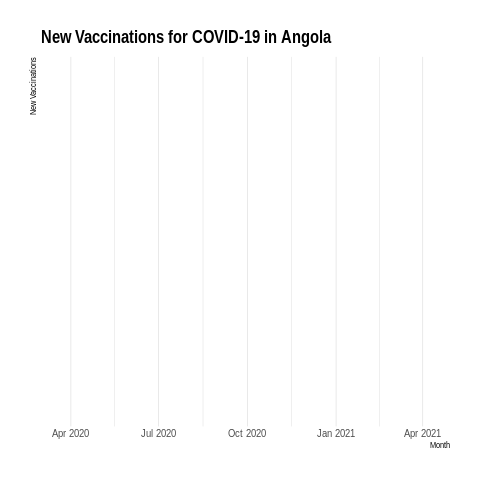 New Vaccinations for COVID-19 in Angola
New Vaccinations
Apr 2020 Jul 2020 Oct 2020 Jan 2021 Apr 2021
Month